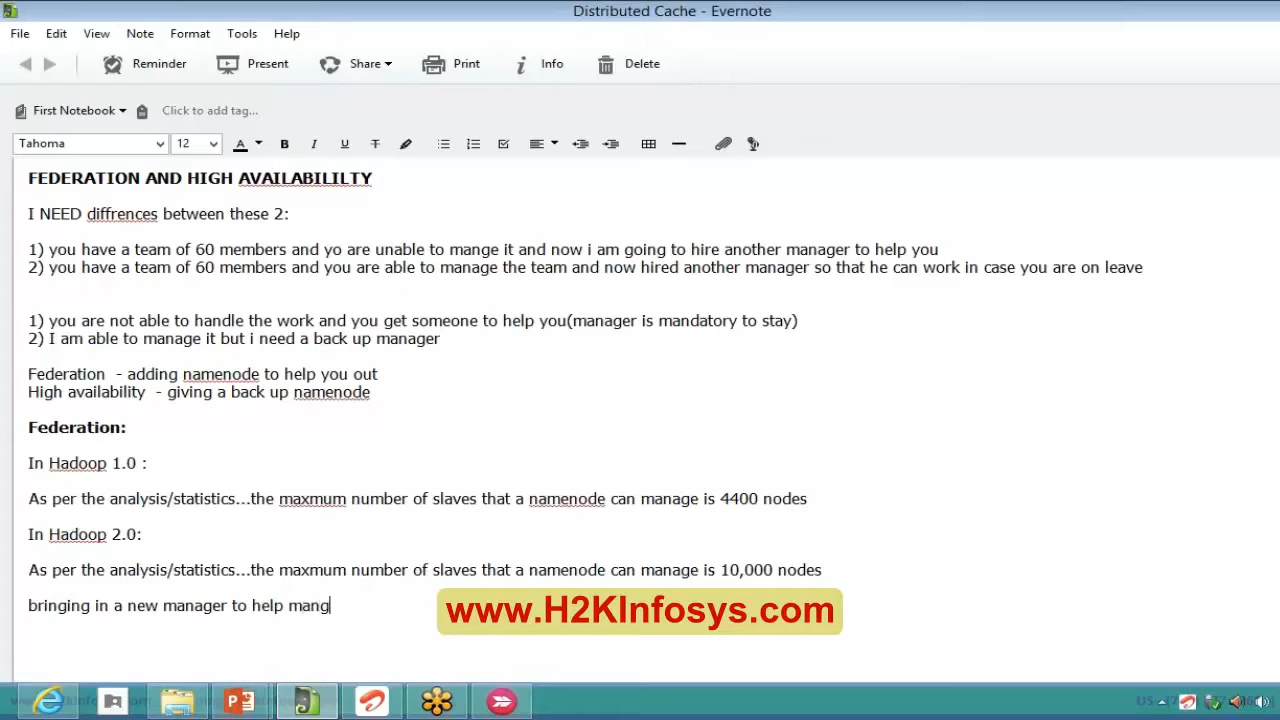 Distributed Cache - Evernote
File Edit View Note Format Tools Help
Reminder Present Share Print Info Delete
First Notebook Click to add tag...
Tahoma 12 A B I U T
FEDERATION AND HIGH AVAILABILILTY
I NEED diffrences between these 2:
1) you have a team of 60 members and yo are unable to mange it and now i am going to hire another manager to help you
2) you have a team of 60 members and you are able to manage the team and now hired another manager so that he can work in case you are on leave
1) you are not able to handle the work and you get someone to help you(manager is mandatory to stay)
2) I am able to manage it but i need a back up manager
Federation - adding namenode to help you out
High availability - giving a back up namenode
Federation:
In Hadoop 1.0 :
As per the analysis/statistics...the maxmum number of slaves that a namenode can manage is 4400 nodes
In Hadoop 2.0:
As per the analysis/statistics...the maxmum number of slaves that a namenode can manage is 10,000 nodes
bringing in a new manager to help mang
www.H2KInfosys.com